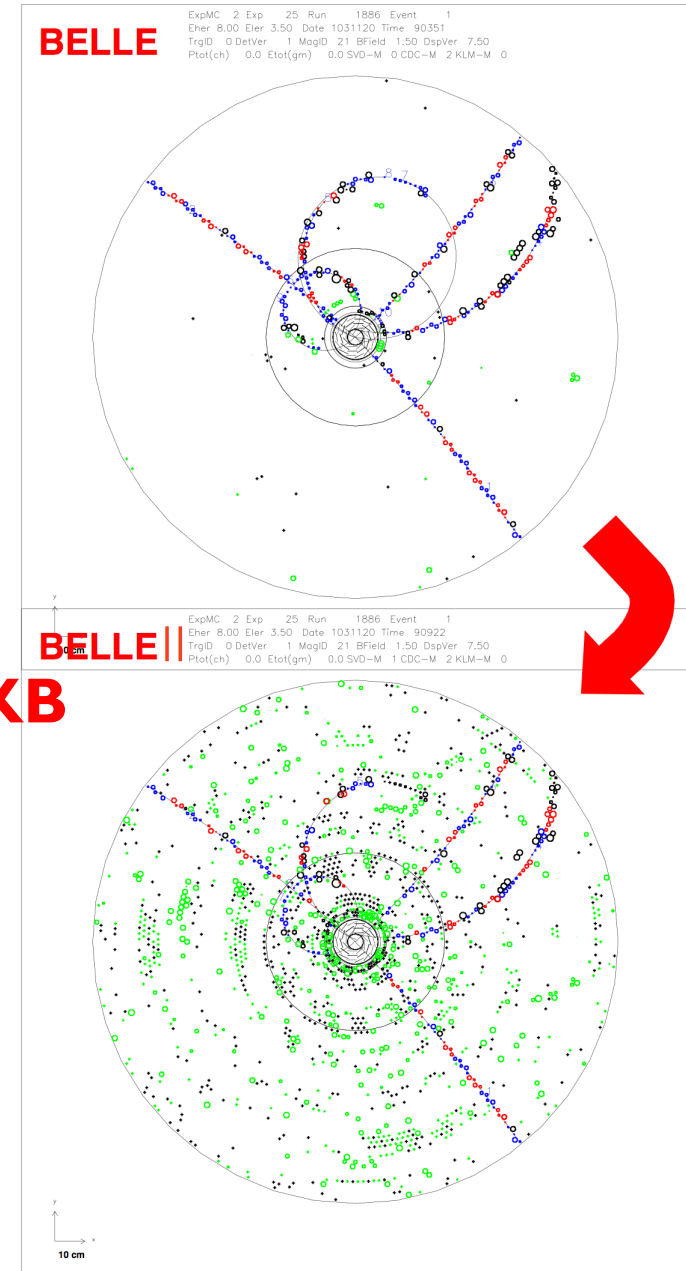 BELLE
ExpMC 2 Exp 25 Run 1886 Event 1
Eher 8.00 Eler 3.50 Date 1031120 Time 90351
TrgID 0 DetVer 1 MagID 21 BField 1.50 DspVer 7.50
Ptot(ch) 0.0 Etot(gm) 0.0 SVD-M 0 CDC-M 2 KLM-M 0
8 7
y
BELLE II
0 cm
ExpMC 2 Exp 25 Run 1886 Event 1
Eher 8.00 Eler 3.50 Date 1031120 Time 90922
TrgID 0 DetVer 1 MagID 21 BField 1.50 DspVer 7.50
Ptot(ch) 0.0 Etot(gm) 0.0 SVD-M 1 CDC-M 2 KLM-M 0
KB
y
x
10 cm